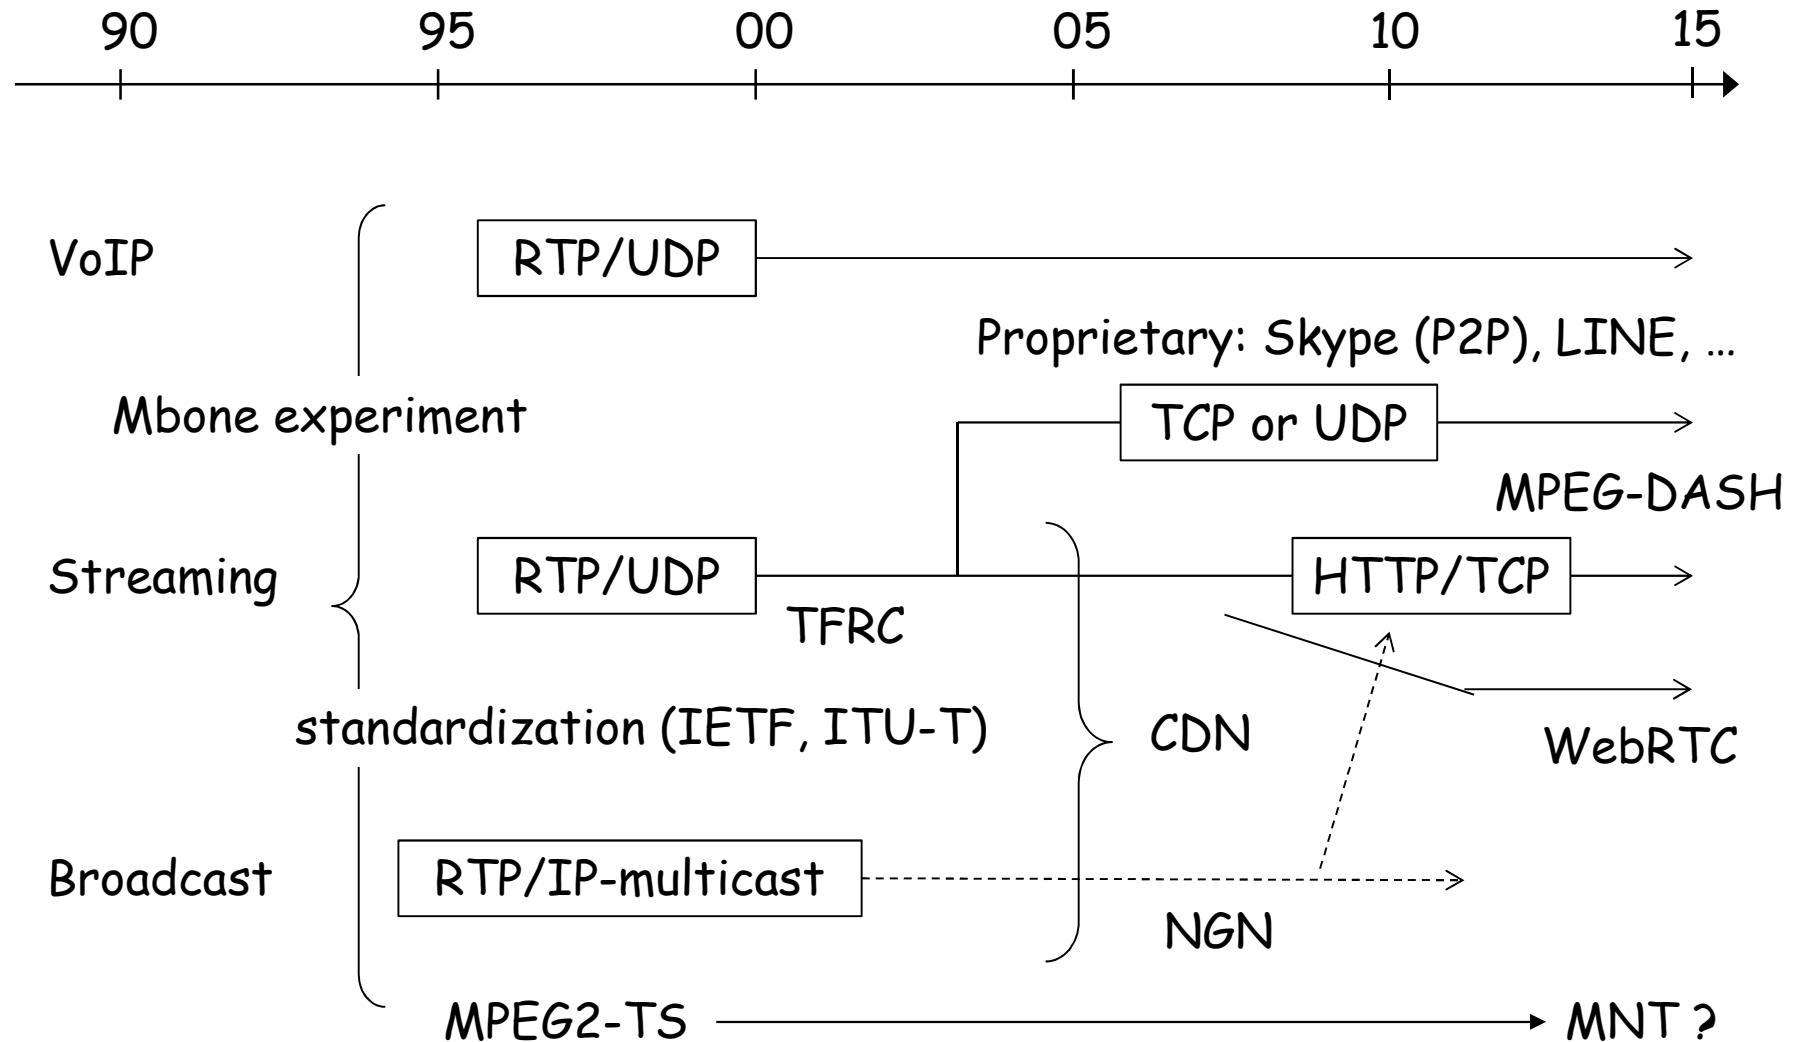 90 95 00 05 10 15
VoIP
RTP/UDP
Proprietary: Skype (P2P), LINE, ...
Mbone experiment
TCP or UDP
MPEG-DASH
Streaming
RTP/UDP
HTTP/TCP
TFRC
standardization (IETF, ITU-T)
CDN
WebRTC
Broadcast
RTP/IP-multicast
NGN
MPEG2-TS
MNT ?